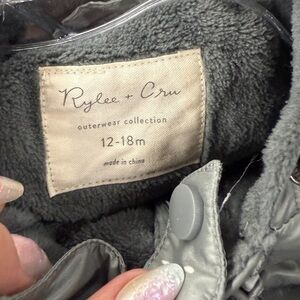 Rylee + Cru
outerwear collection
12-18m
made in china